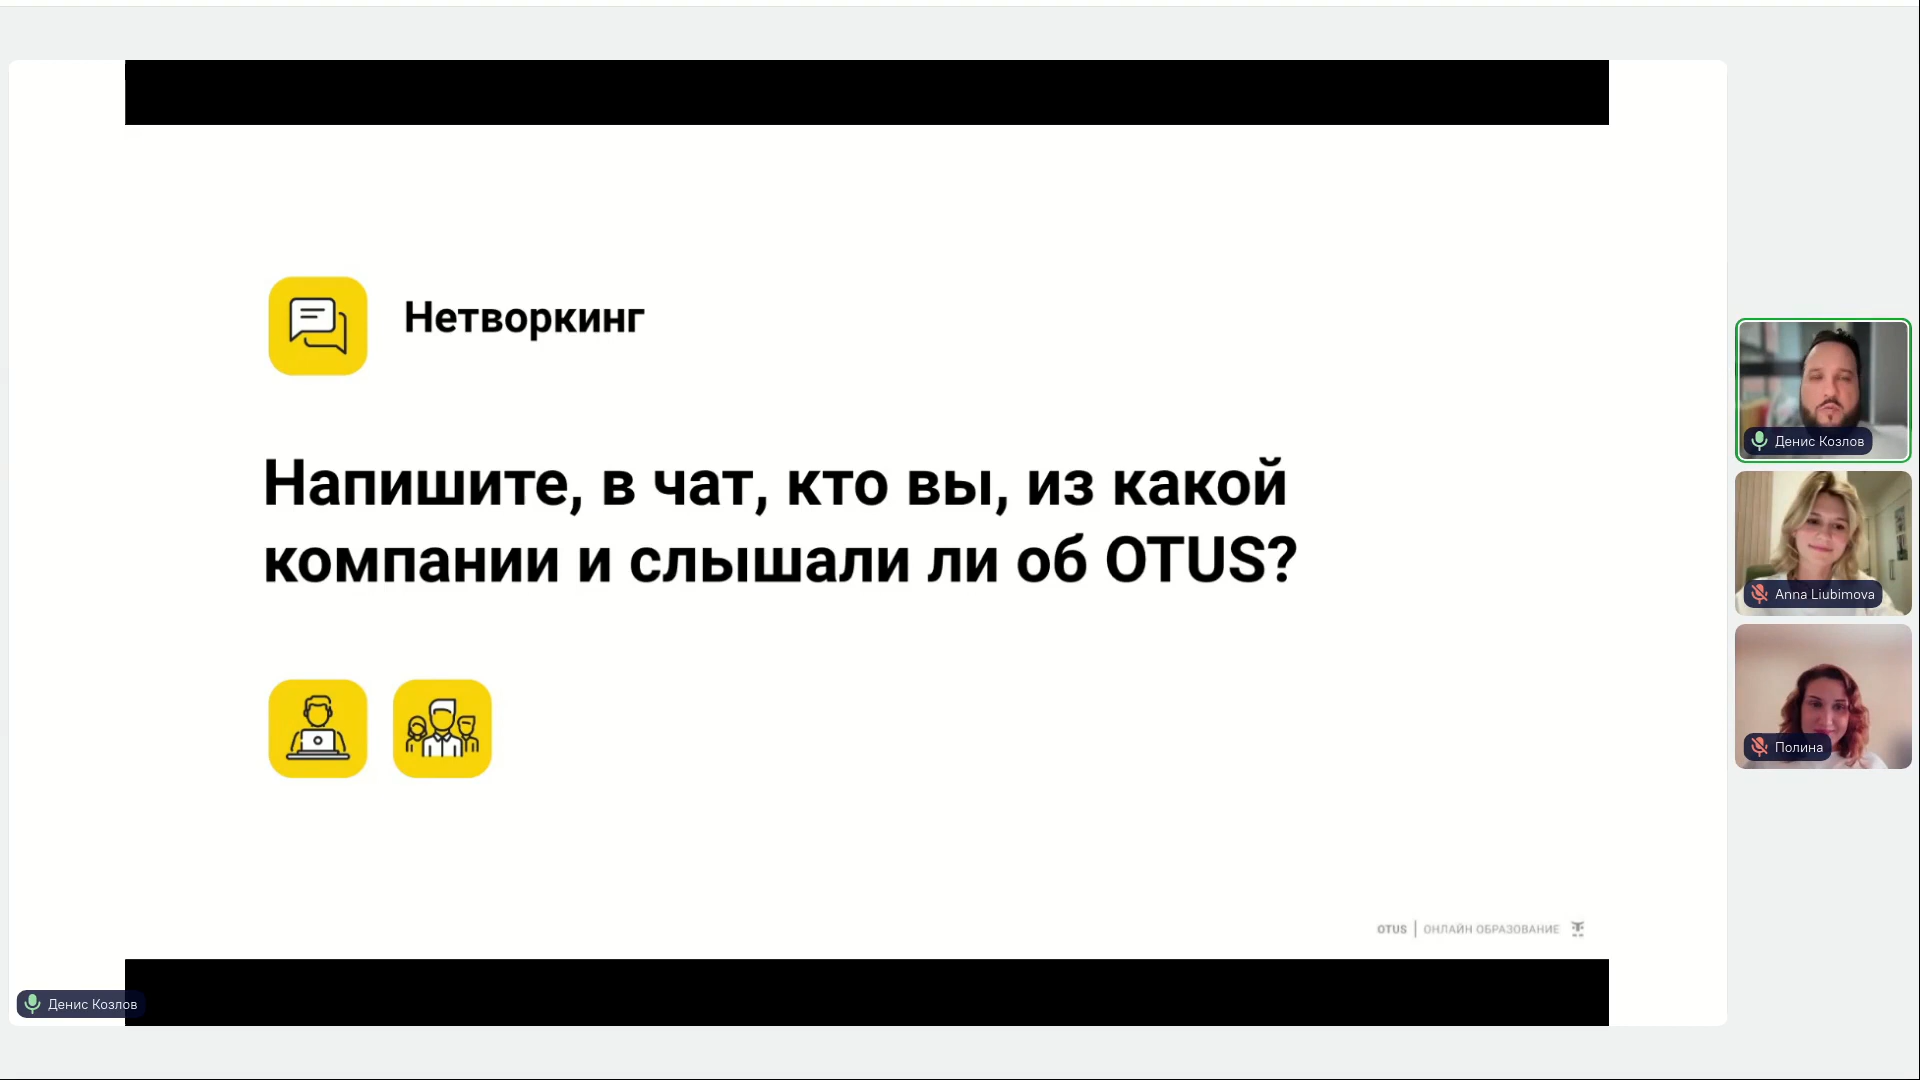 Нетворкинг
Напишите, в чат, кто вы, из какой
компании и слышали ли об OTUS?
OTUS | ОНЛАЙН ОБРАЗОВАНИЕ
Денис Козлов
Денис Козлов
Anna Liubimova
Полина